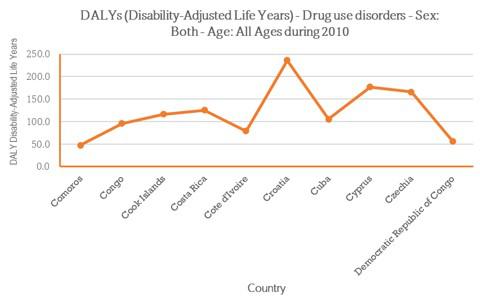 DALYs (Disability-Adjusted Life Years) - Drug use disorders - Sex:
Both - Age: All Ages during 2010
DALY Disability-Adjusted Life Years
250.0
200.0
150.0
100.0
50.0
0.0
Comoros
Congo
Cook Islands
Costa Rica
Cote d'Ivoire
Croatia
Cuba
Cyprus
Czechia
Democratic Republic of Congo
Country